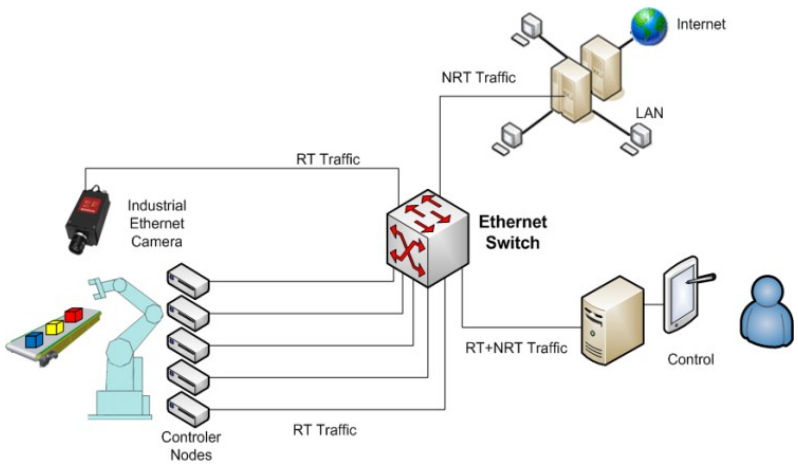 Internet
NRT Traffic
LAN
RT Traffic
Industrial
Ethernet
Camera
Ethernet
Switch
RT+NRT Traffic
Control
RT Traffic
Controler
Nodes